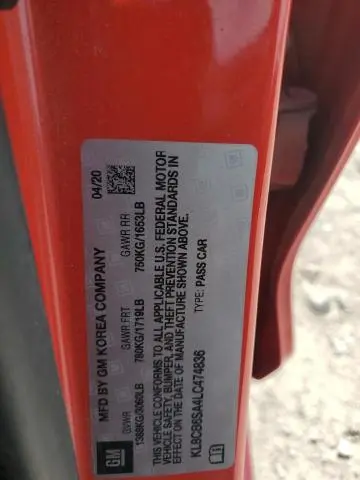 MFD BY GM KOREA COMPANY 04/20
GVWR GAWR FRT GAWR RR
1388KG/3060LB 780KG/1719LB 750KG/1653LB
THIS VEHICLE CONFORMS TO ALL APPLICABLE U.S. FEDERAL MOTOR
VEHICLE SAFETY, BUMPER, AND THEFT PREVENTION STANDARDS IN
EFFECT ON THE DATE OF MANUFACTURE SHOWN ABOVE.
KL8CB6SA4LC474836 TYPE: PASS CAR
GM